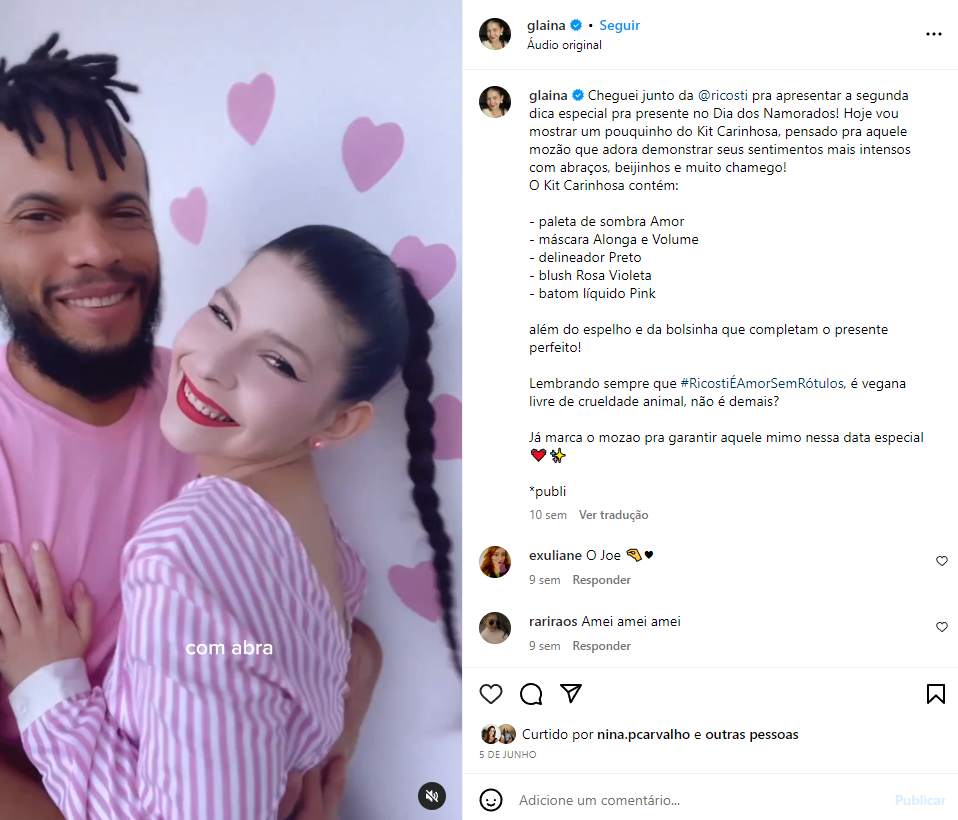 glaina • Seguir
Áudio original
glaina Cheguei junto da @ricosti pra apresentar a segunda
dica especial pra presente no Dia dos Namorados! Hoje vou
mostrar um pouquinho do Kit Carinhosa, pensado pra aquele
mozão que adora demonstrar seus sentimentos mais intensos
com abraços, beijinhos e muito chamego!
O Kit Carinhosa contém:
- paleta de sombra Amor
- máscara Alonga e Volume
- delineador Preto
- blush Rosa Violeta
- batom líquido Pink
além do espelho e da bolsinha que completam o presente
perfeito!
Lembrando sempre que #RicostiÉAmorSemRótulos, é vegana
livre de crueldade animal, não é demais?
Já marca o mozao pra garantir aquele mimo nessa data especial
❤️✨
*publi
10 sem Ver tradução
exuliane O Joe 🫳🖤
9 sem Responder
rariraos Amei amei amei
9 sem Responder
com abra
Curtido por nina.pcarvalho e outras pessoas
5 DE JUNHO
Adicione um comentário...
Publicar